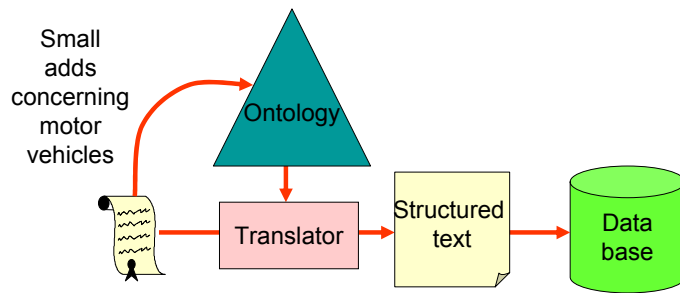 Small
adds
concerning
motor
vehicles
Ontology
Translator
Structured
text
Data
base